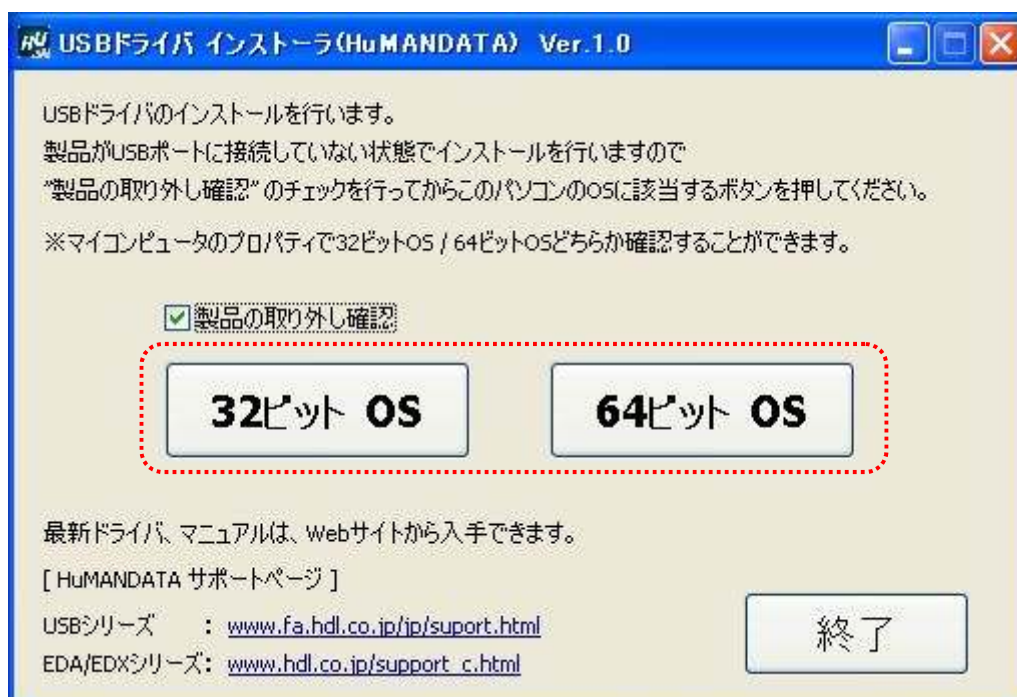 USBドライバ インストーラ(HuMANDATA) Ver.1.0
USBドライバのインストールを行います。
製品がUSBポートに接続していない状態でインストールを行いますので
"製品の取り外し確認" のチェックを行ってからこのパソコンのOSに該当するボタンを押してください。
※マイコンピュータのプロパティで32ビットOS / 64ビットOSどちらか確認することができます。
製品の取り外し確認
32ビット OS
64ビット OS
最新ドライバ、マニュアルは、Webサイトから入手できます。
[ HuMANDATA サポートページ ]
USBシリーズ : www.fa.hdl.co.jp/jp/suport.html
EDA/EDXシリーズ: www.hdl.co.jp/support_c.html
終了